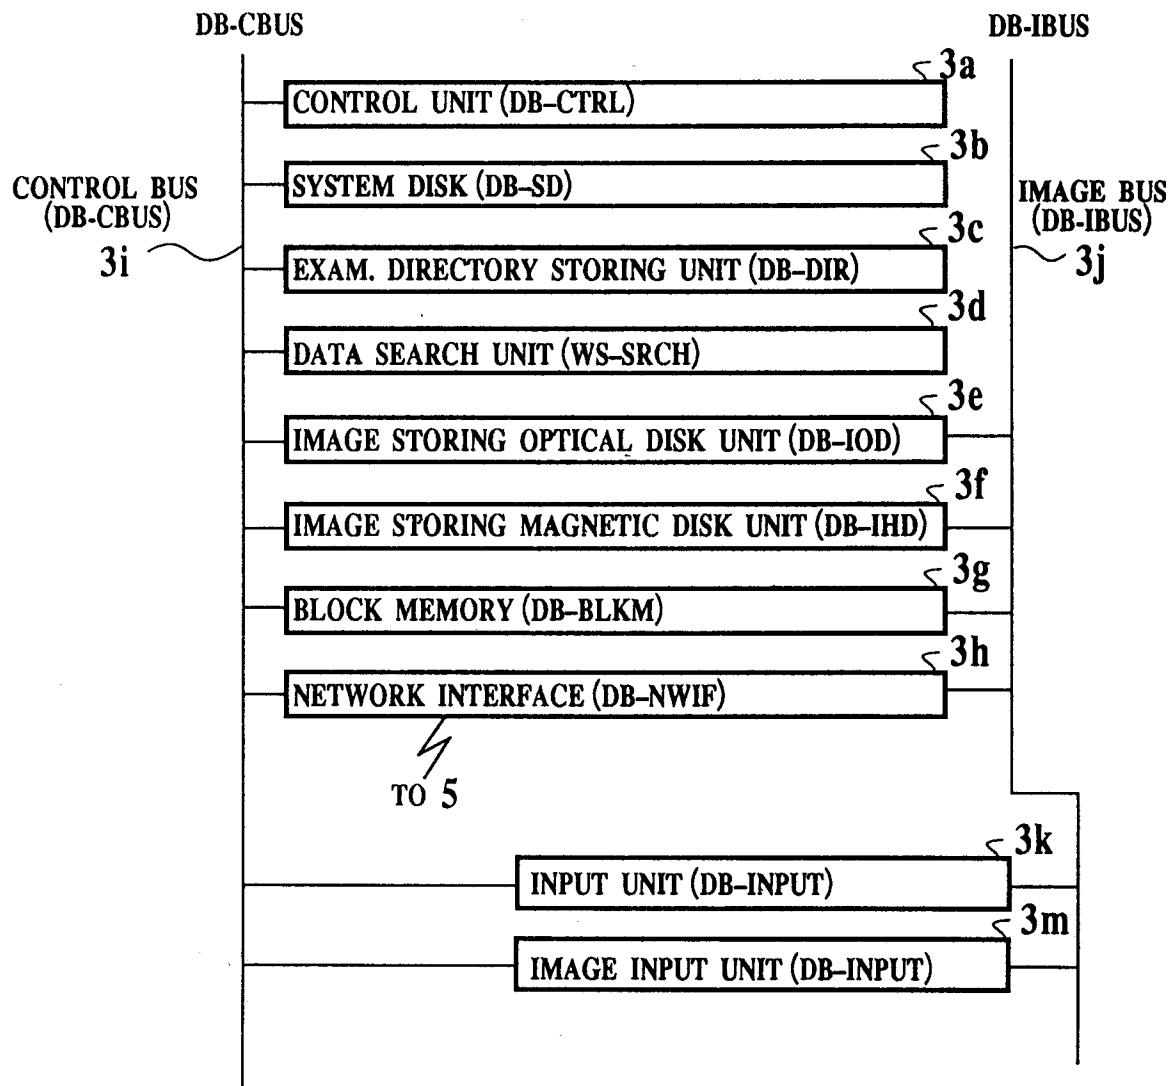 DB-CBUS
DB-IBUS
3a
CONTROL UNIT (DB-CTRL)
3b
SYSTEM DISK (DB-SD)
CONTROL BUS
(DB-CBUS)
3i
IMAGE BUS
(DB-IBUS)
3j
3c
EXAM. DIRECTORY STORING UNIT (DB-DIR)
3d
DATA SEARCH UNIT (WS-SRCH)
3e
IMAGE STORING OPTICAL DISK UNIT (DB-IOD)
3f
IMAGE STORING MAGNETIC DISK UNIT (DB-IHD)
3g
BLOCK MEMORY (DB-BLKM)
3h
NETWORK INTERFACE (DB-NWIF)
TO 5
3k
INPUT UNIT (DB-INPUT)
3m
IMAGE INPUT UNIT (DB-INPUT)